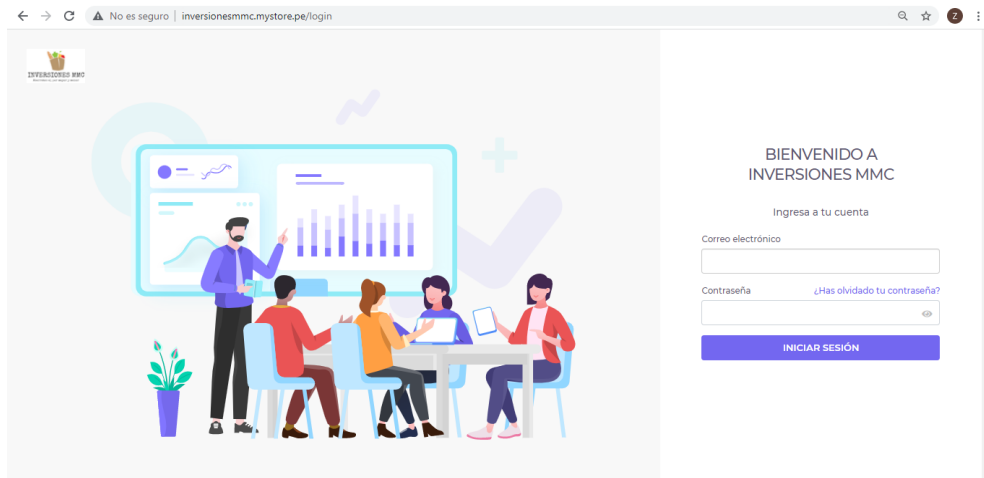 No es seguro | inversionesmmc.mystore.pe/login
Z
INVERSIONES MMC
BIENVENIDO A
INVERSIONES MMC
Ingresa a tu cuenta
Correo electrónico
Contraseña ¿Has olvidado tu contraseña?
INICIAR SESIÓN